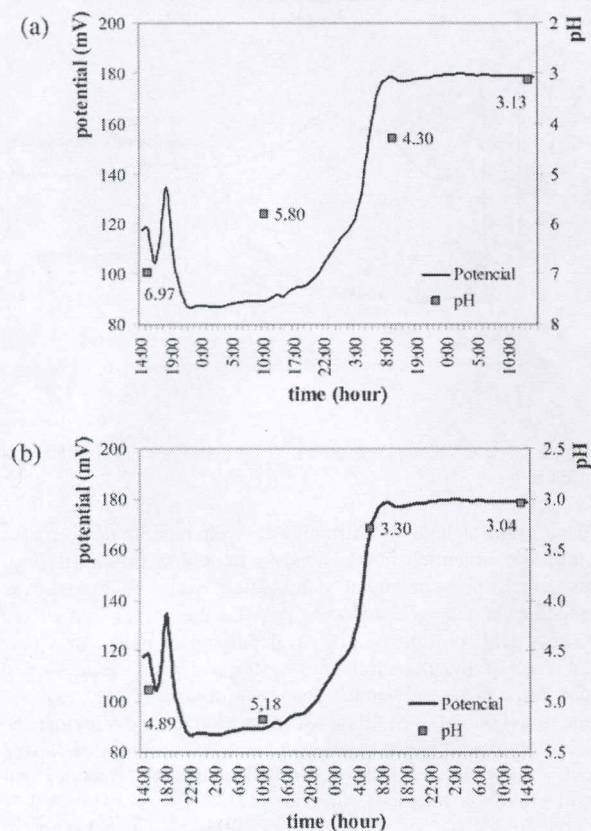 (a)
potential (mV)
200
180
160
140
120
100
80
pH
2
3
4
5
6
7
8
6.97
5.80
4.30
3.13
Potencial
pH
14:00 19:00 0:00 5:00 10:00 17:00 22:00 3:00 8:00 19:00 0:00 5:00 10:00
time (hour)
(b)
potential (mV)
200
180
160
140
120
100
80
pH
2.5
3.0
3.5
4.0
4.5
5.0
5.5
4.89
5.18
3.30
3.04
Potencial
pH
14:00 18:00 22:00 2:00 6:00 10:00 16:00 20:00 0:00 4:00 8:00 18:00 22:00 2:00 6:00 10:00 14:00
time (hour)